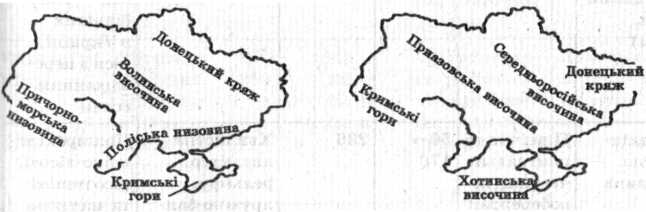 Донецький кряж
Волинська
височина
Причорно-
морська
низовина
Поліська низовина
Кримські
гори
Середньоросійська
височина
Приазовська височина
Донецький
кряж
Кримські
гори
Хотинська
височина